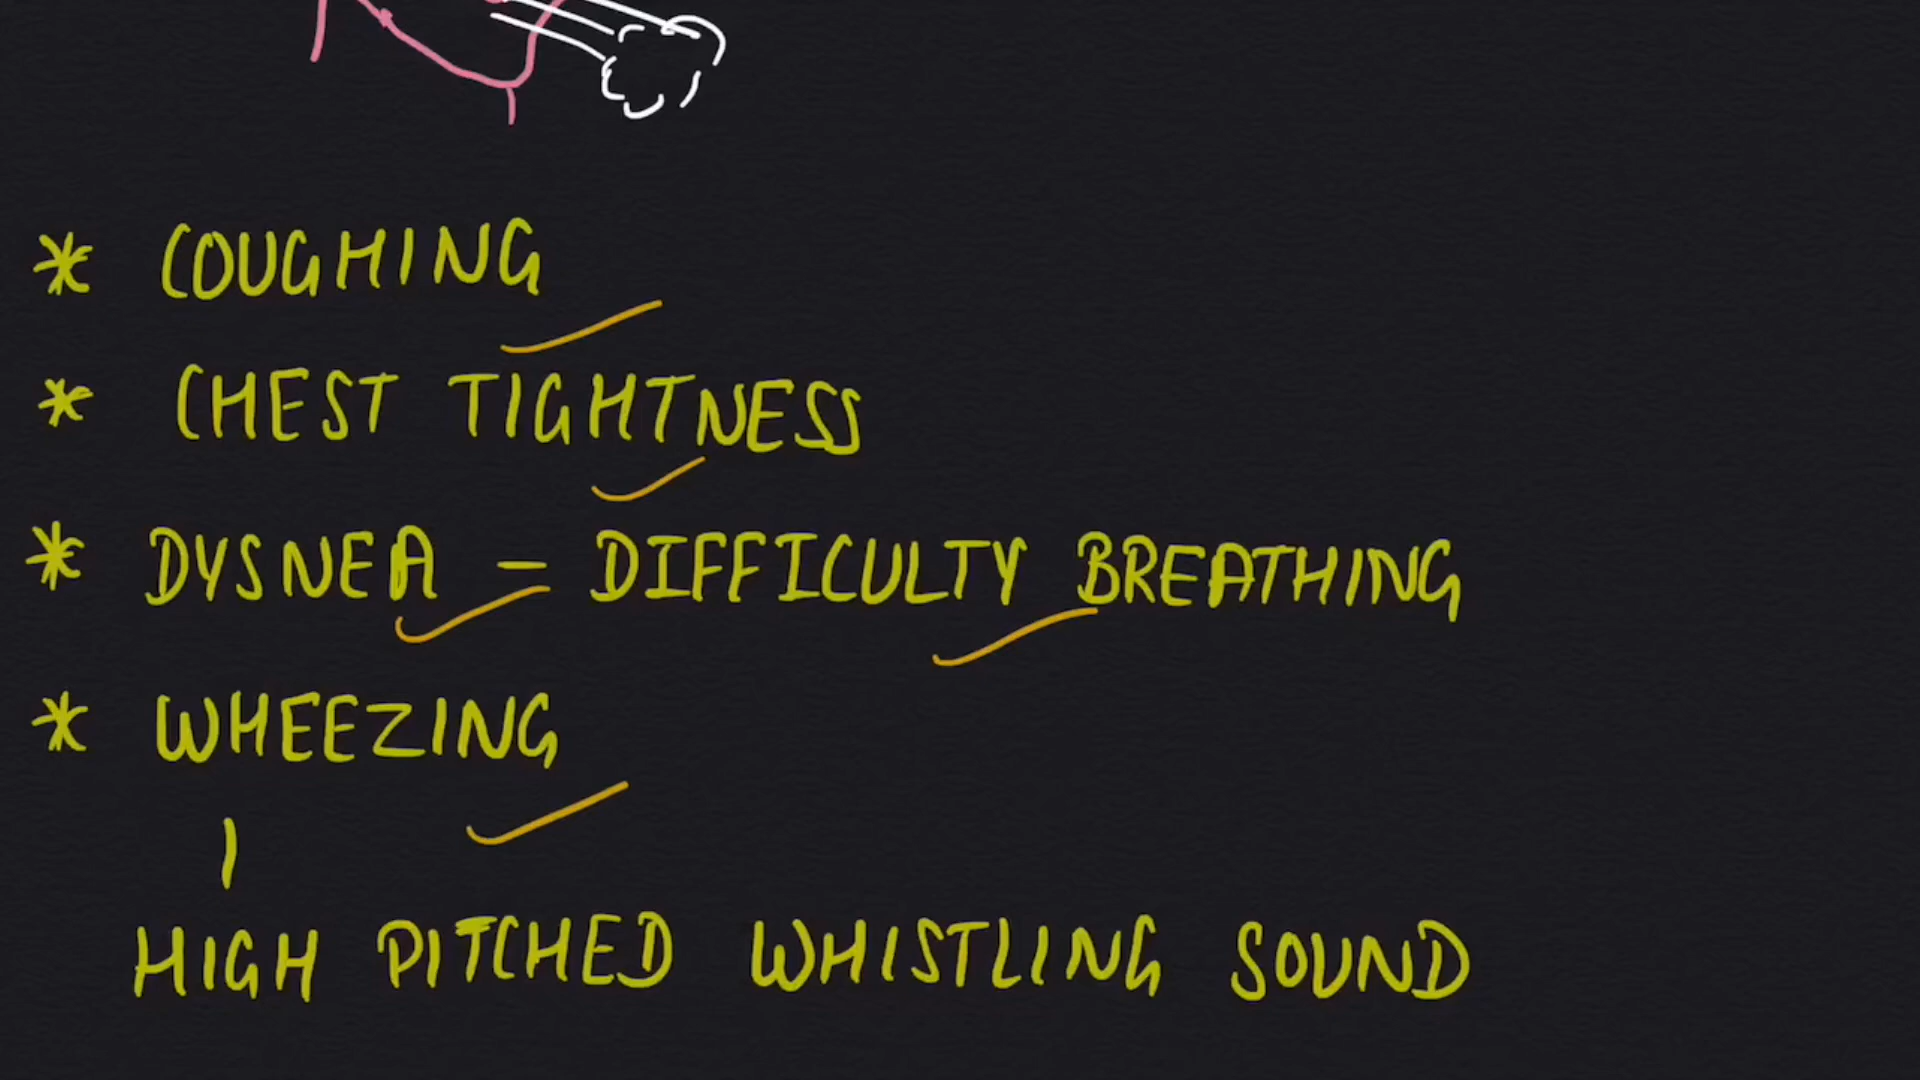 * COUGHING
* CHEST TIGHTNESS
* DYSNEA = DIFFICULTY BREATHING
* WHEEZING
HIGH PITCHED WHISTLING SOUND